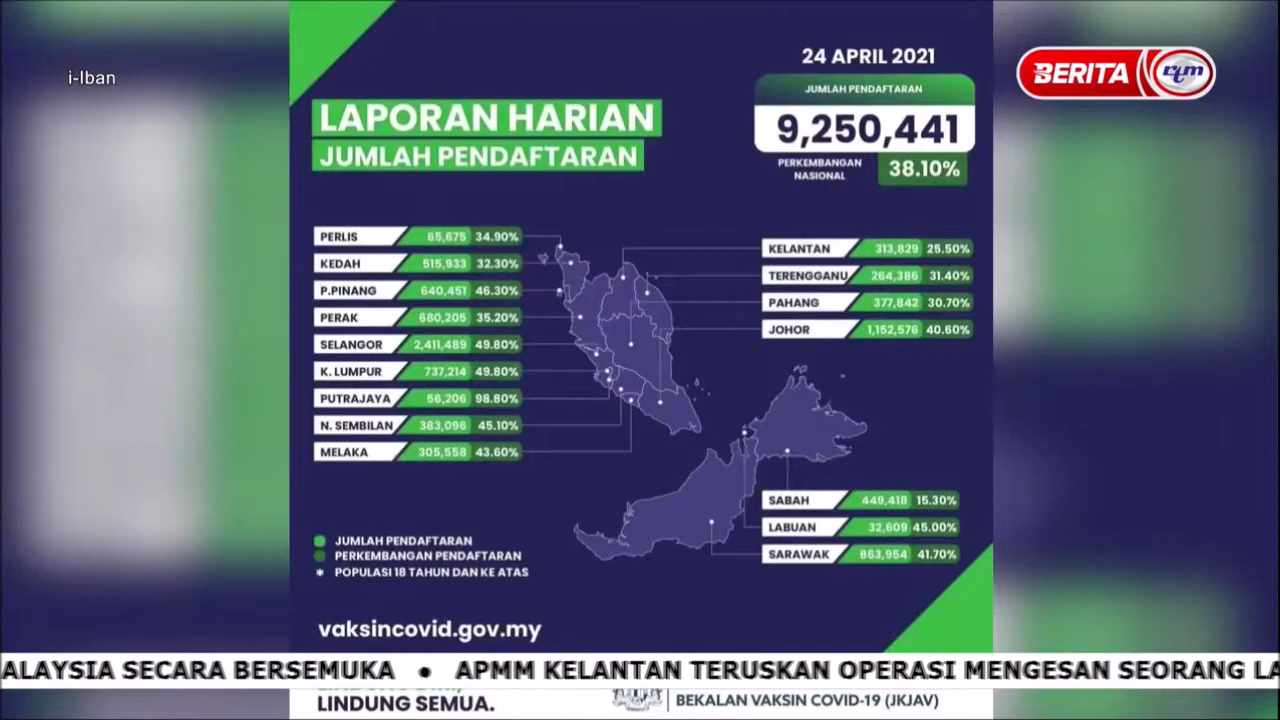 i-Iban
BERITA rtm
24 APRIL 2021
JUMLAH PENDAFTARAN
9,250,441
PERKEMBANGAN NASIONAL 38.10%
LAPORAN HARIAN
JUMLAH PENDAFTARAN
PERLIS 65,675 34.90%
KEDAH 515,933 32.30%
P.PINANG 640,451 46.30%
PERAK 680,205 35.20%
SELANGOR 2,411,489 49.80%
K. LUMPUR 737,214 49.80%
PUTRAJAYA 56,206 98.80%
N. SEMBILAN 383,096 45.10%
MELAKA 305,558 43.60%
KELANTAN 313,829 25.50%
TERENGGANU 264,386 31.40%
PAHANG 377,842 30.70%
JOHOR 1,152,576 40.60%
SABAH 449,418 15.30%
LABUAN 32,609 45.00%
SARAWAK 863,954 41.70%
JUMLAH PENDAFTARAN
PERKEMBANGAN PENDAFTARAN
* POPULASI 18 TAHUN DAN KE ATAS
vaksincovid.gov.my
ALAYSIA SECARA BERSEMUKA • APMM KELANTAN TERUSKAN OPERASI MENGESAN SEORANG LA
LINDUNG SEMUA.
BEKALAN VAKSIN COVID-19 (JKJAV)